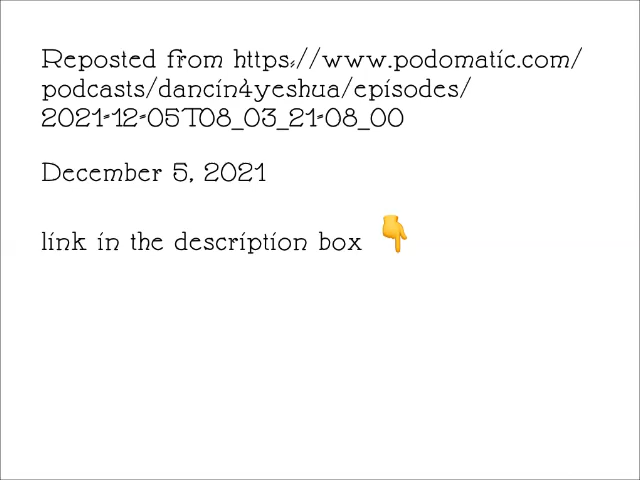 Reposted from https://www.podomatic.com/
podcasts/dancin4yeshua/episodes/
2021-12-05T08_03_21-08_00
December 5, 2021
link in the description box 👇